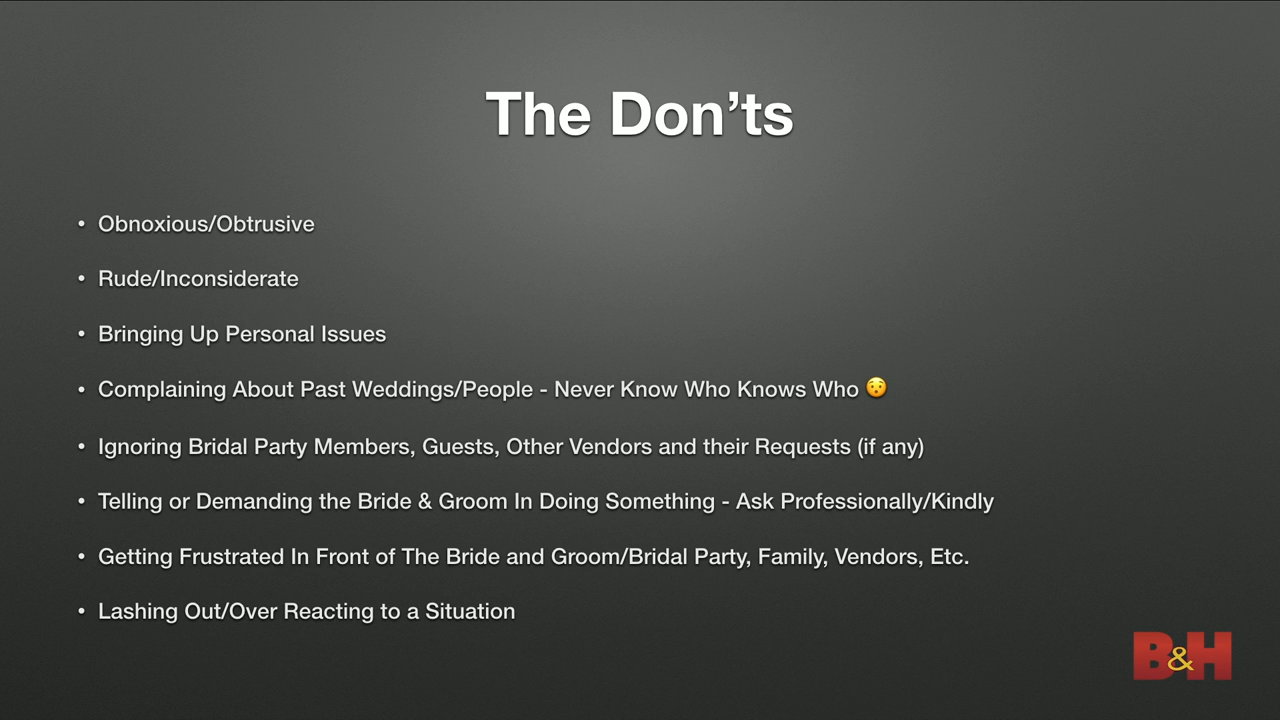 The Don’ts
• Obnoxious/Obtrusive
• Rude/Inconsiderate
• Bringing Up Personal Issues
• Complaining About Past Weddings/People - Never Know Who Knows Who 😯
• Ignoring Bridal Party Members, Guests, Other Vendors and their Requests (if any)
• Telling or Demanding the Bride & Groom In Doing Something - Ask Professionally/Kindly
• Getting Frustrated In Front of The Bride and Groom/Bridal Party, Family, Vendors, Etc.
• Lashing Out/Over Reacting to a Situation
B&H